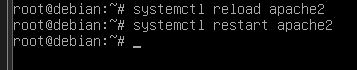 root@debian:~# systemctl reload apache2
root@debian:~# systemctl restart apache2
root@debian:~# _